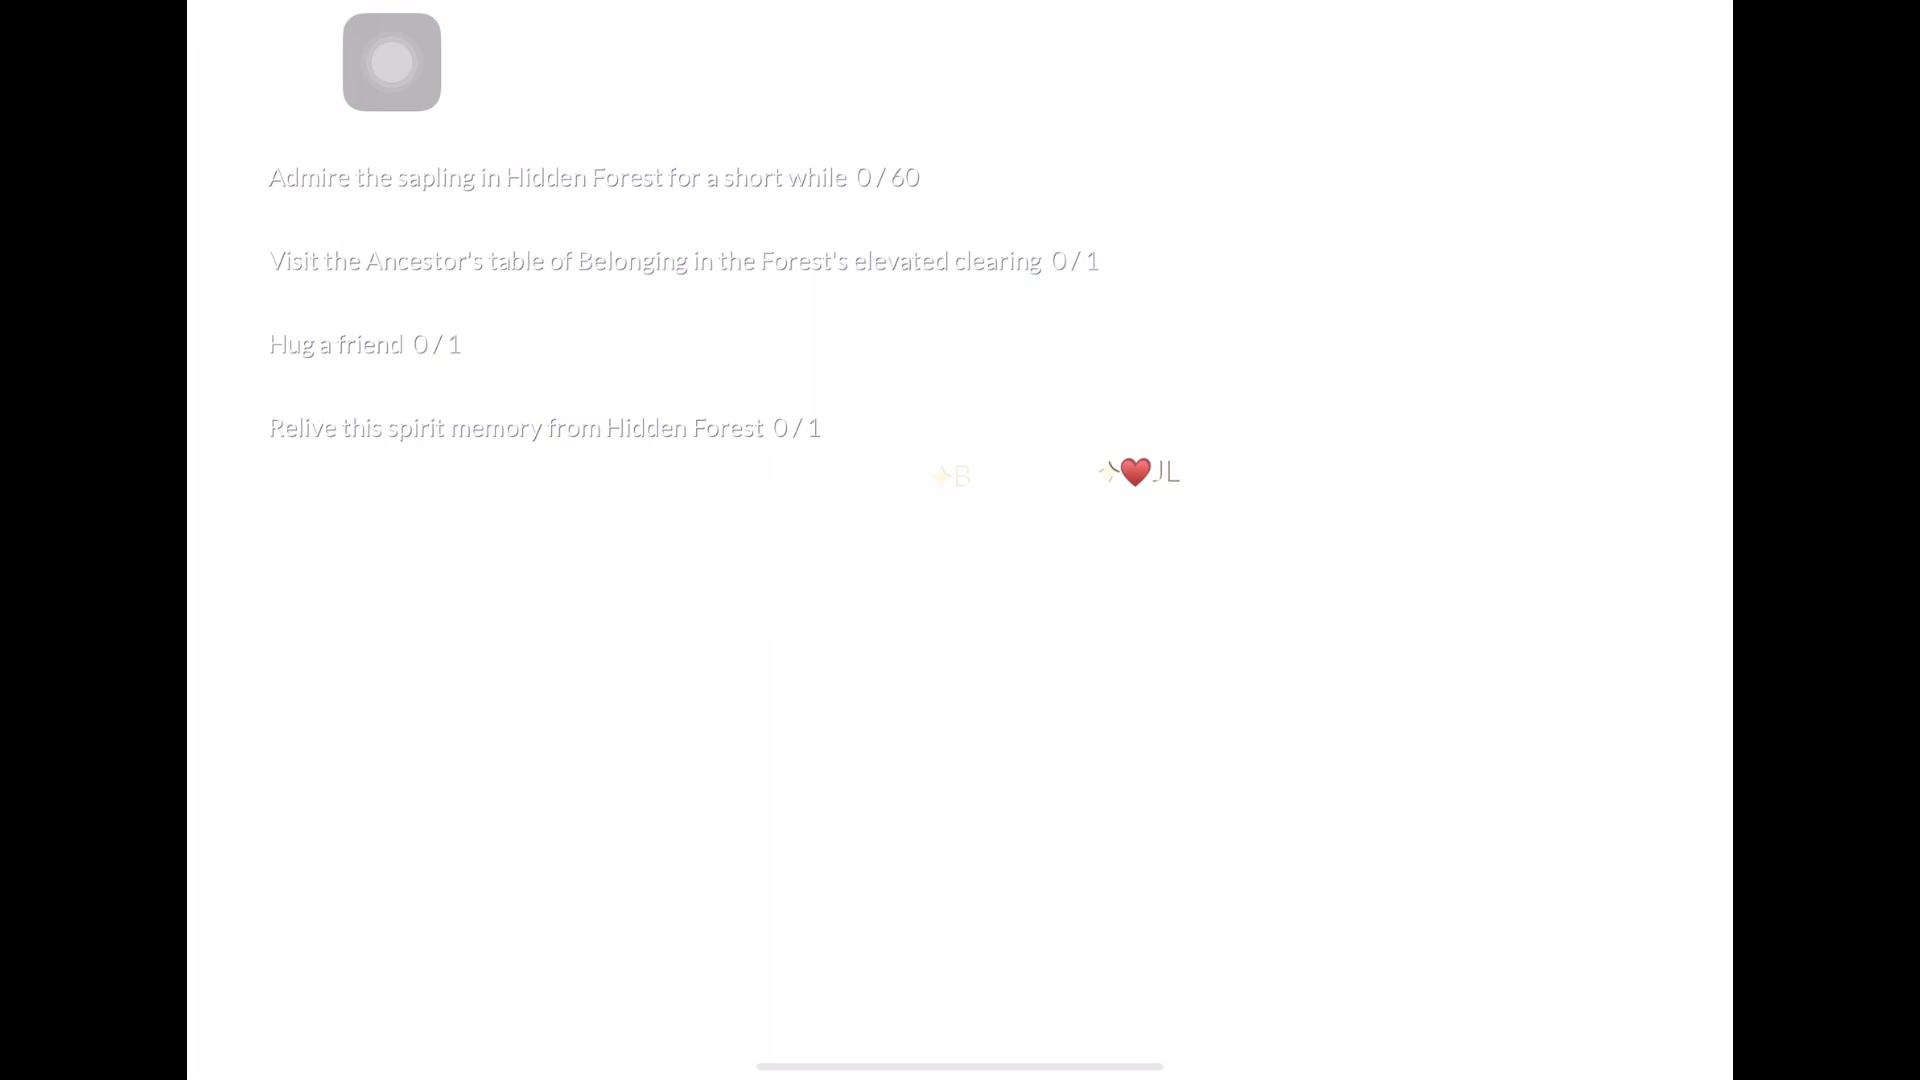 Admire the sapling in Hidden Forest for a short while 0 / 60
Visit the Ancestor's table of Belonging in the Forest's elevated clearing 0 / 1
Hug a friend 0 / 1
Relive this spirit memory from Hidden Forest 0 / 1
✨B
✨❤️JL